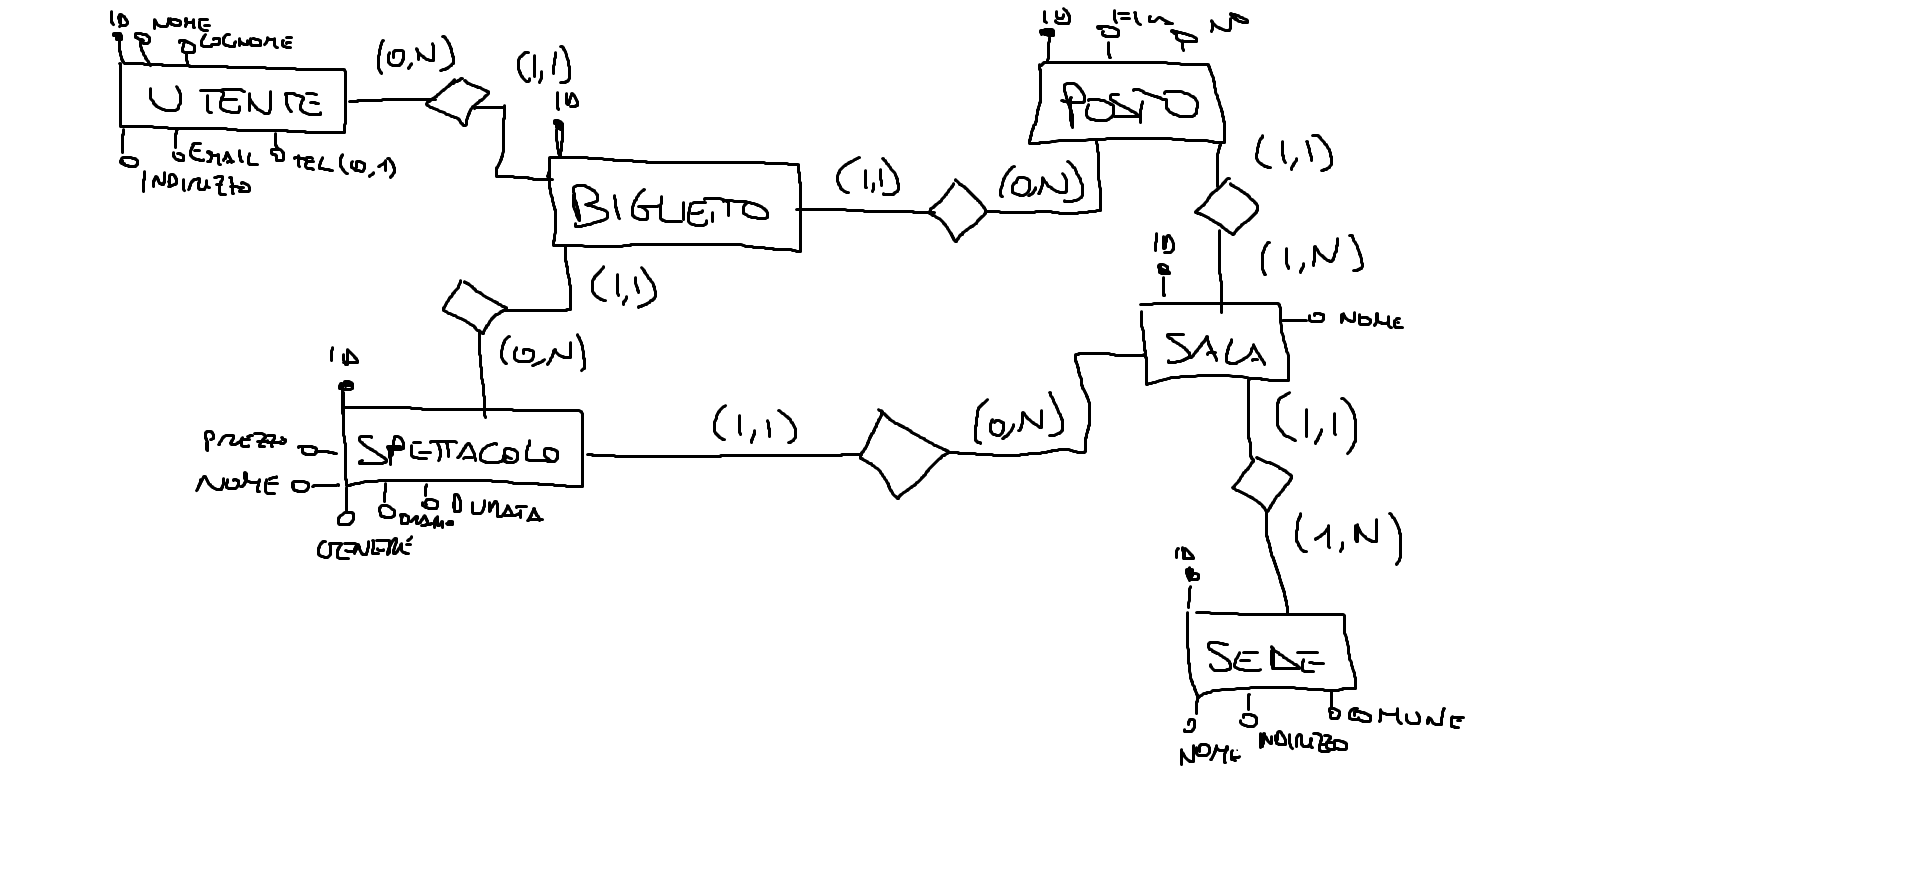 ID NOME
COGNOME
UTENTE
EMAIL TEL (0,1)
INDIRIZZO
(0,N)
(1,1)
ID
BIGLIETTO
(1,1)
(0,N)
ID
N°
POSTO
(1,1)
(1,N)
ID
SALA
NOME
(1,1)
(0,N)
ID
PREZZO
NOME
SPETTACOLO
DURATA
GENERE
(1,1)
(0,N)
(1,1)
(1,N)
ID
SEDE
NOME
INDIRIZZO
COMUNE